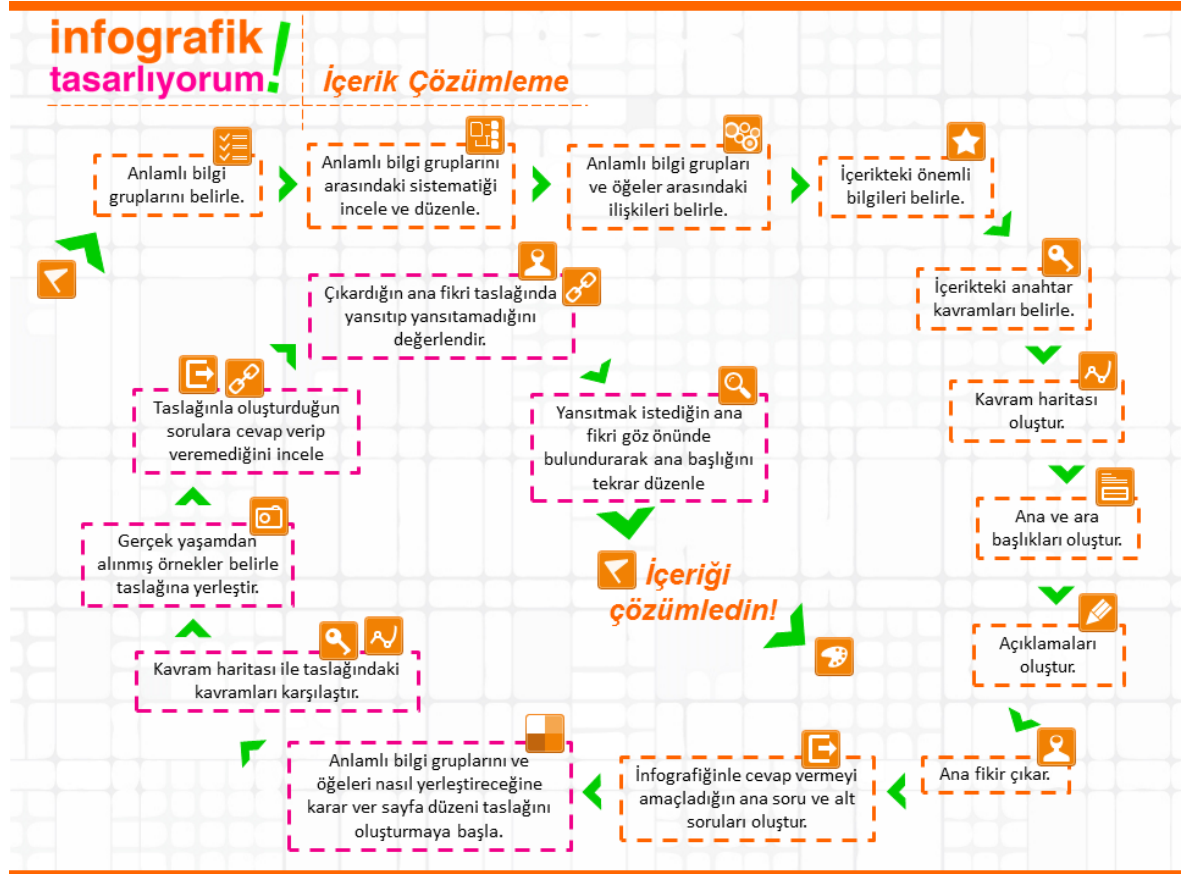 infografik
tasarlıyorum!
İçerik Çözümleme
Anlamlı bilgi
gruplarını belirle.
Anlamlı bilgi gruplarını
arasındaki sistematiği
incele ve düzenle.
Anlamlı bilgi grupları
ve öğeler arasındaki
ilişkileri belirle.
İçerikteki önemli
bilgileri belirle.
İçerikteki anahtar
kavramları belirle.
Kavram haritası
oluştur.
Ana ve ara
başlıkları oluştur.
Açıklamaları
oluştur.
Ana fikir çıkar.
İnfografiğinle cevap vermeyi
amaçladığın ana soru ve alt
soruları oluştur.
Anlamlı bilgi gruplarını ve
öğeleri nasıl yerleştireceğine
karar ver sayfa düzeni taslağını
oluşturmaya başla.
Kavram haritası ile taslağındaki
kavramları karşılaştır.
Gerçek yaşamdan
alınmış örnekler belirle
taslağına yerleştir.
Taslağınla oluşturduğun
sorulara cevap verip
veremediğini incele
Çıkardığın ana fikri taslağında
yansıtıp yansıtamadığını
değerlendir.
Yansıtmak istediğin ana
fikri göz önünde
bulundurarak ana başlığını
tekrar düzenle
İçeriği
çözümledin!